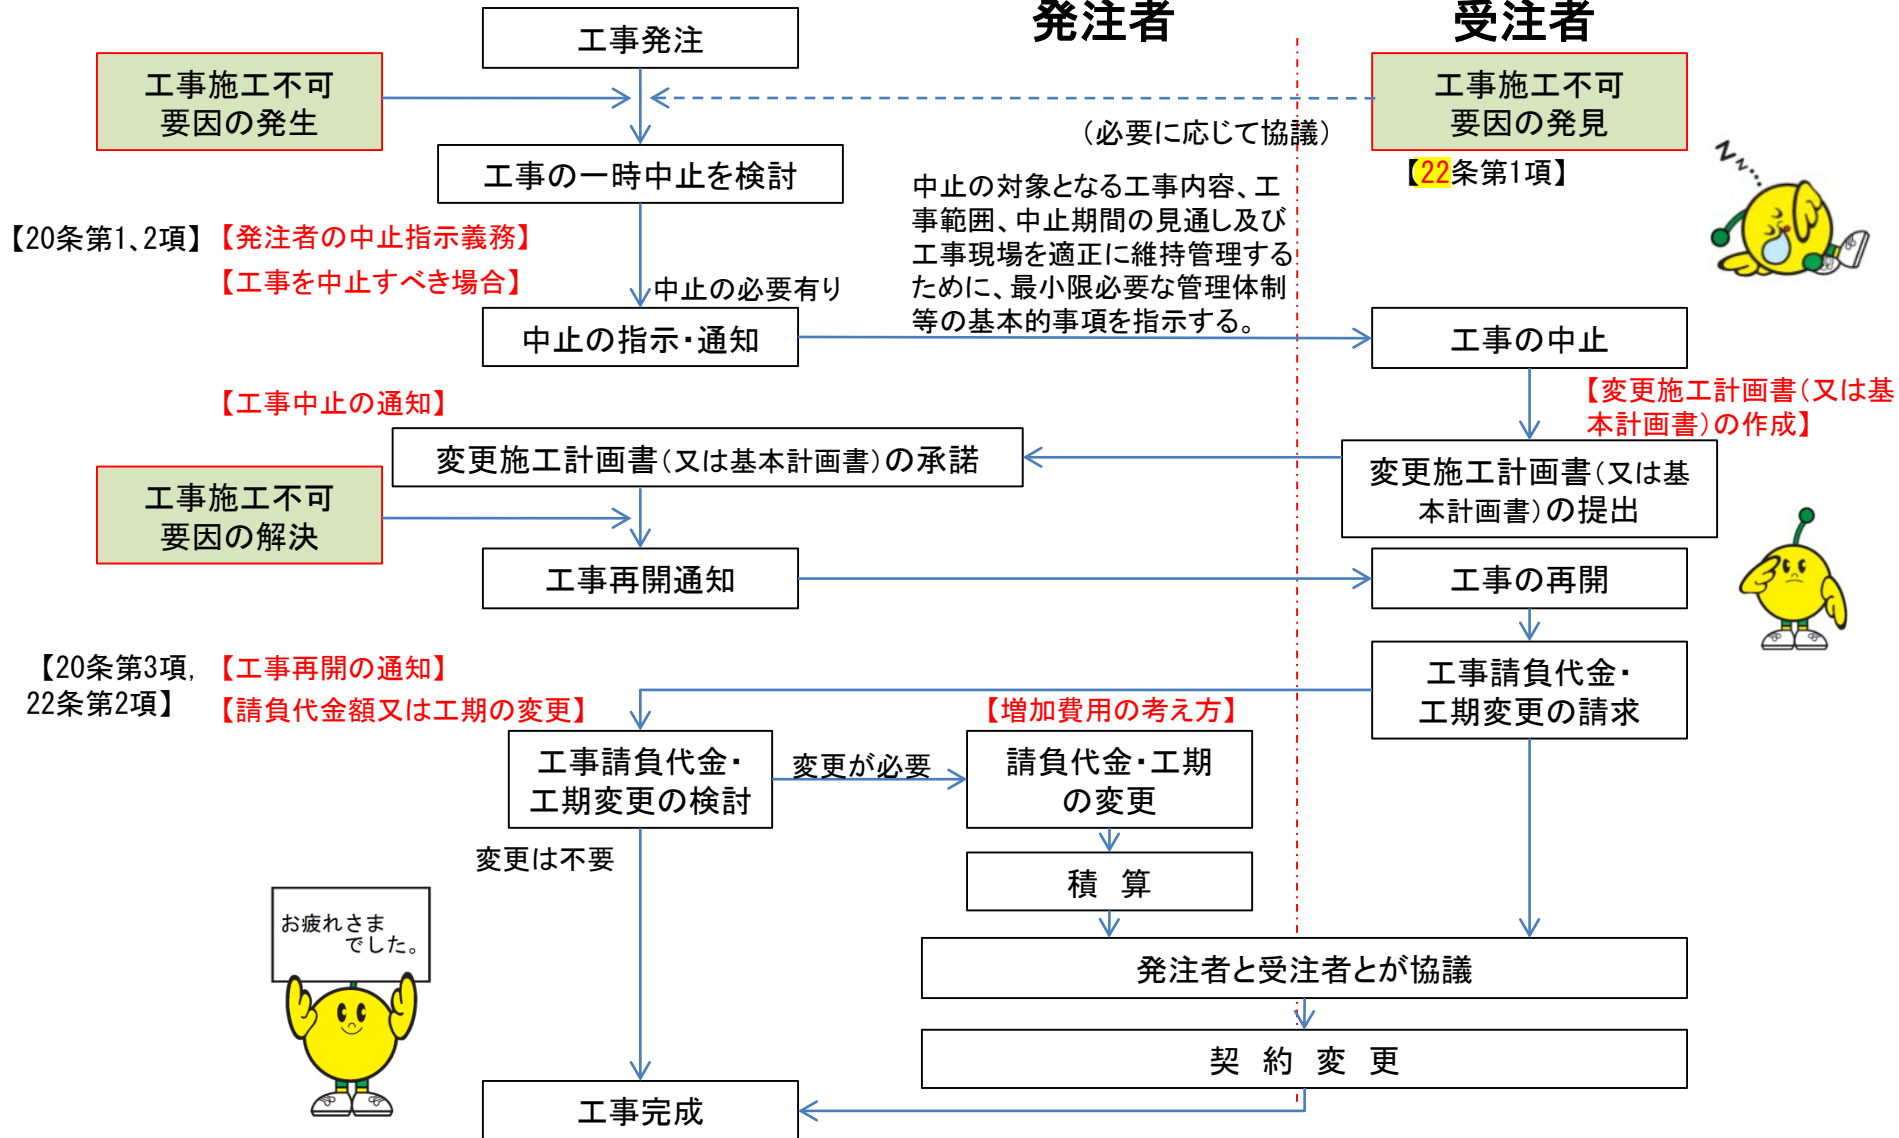 発注者
受注者
工事発注
工事施工不可
要因の発生
工事施工不可
要因の発見
(必要に応じて協議)
【22条第1項】
工事の一時中止を検討
中止の対象となる工事内容、工
事範囲、中止期間の見通し及び
工事現場を適正に維持管理する
ために、最小限必要な管理体制
等の基本的事項を指示する。
ZZ・・・
【20条第1、2項】
【発注者の中止指示義務】
【工事を中止すべき場合】
中止の必要有り
中止の指示・通知
工事の中止
【工事中止の通知】
【変更施工計画書(又は基
本計画書)の作成】
変更施工計画書(又は基本計画書)の承諾
変更施工計画書(又は基
本計画書)の提出
工事施工不可
要因の解決
工事再開通知
工事の再開
【20条第3項,
22条第2項】
【工事再開の通知】
【請負代金額又は工期の変更】
工事請負代金・
工期変更の請求
【増加費用の考え方】
工事請負代金・
工期変更の検討
変更が必要
請負代金・工期
の変更
変更は不要
積 算
お疲れさま
でした。
発注者と受注者とが協議
契 約 変 更
工事完成